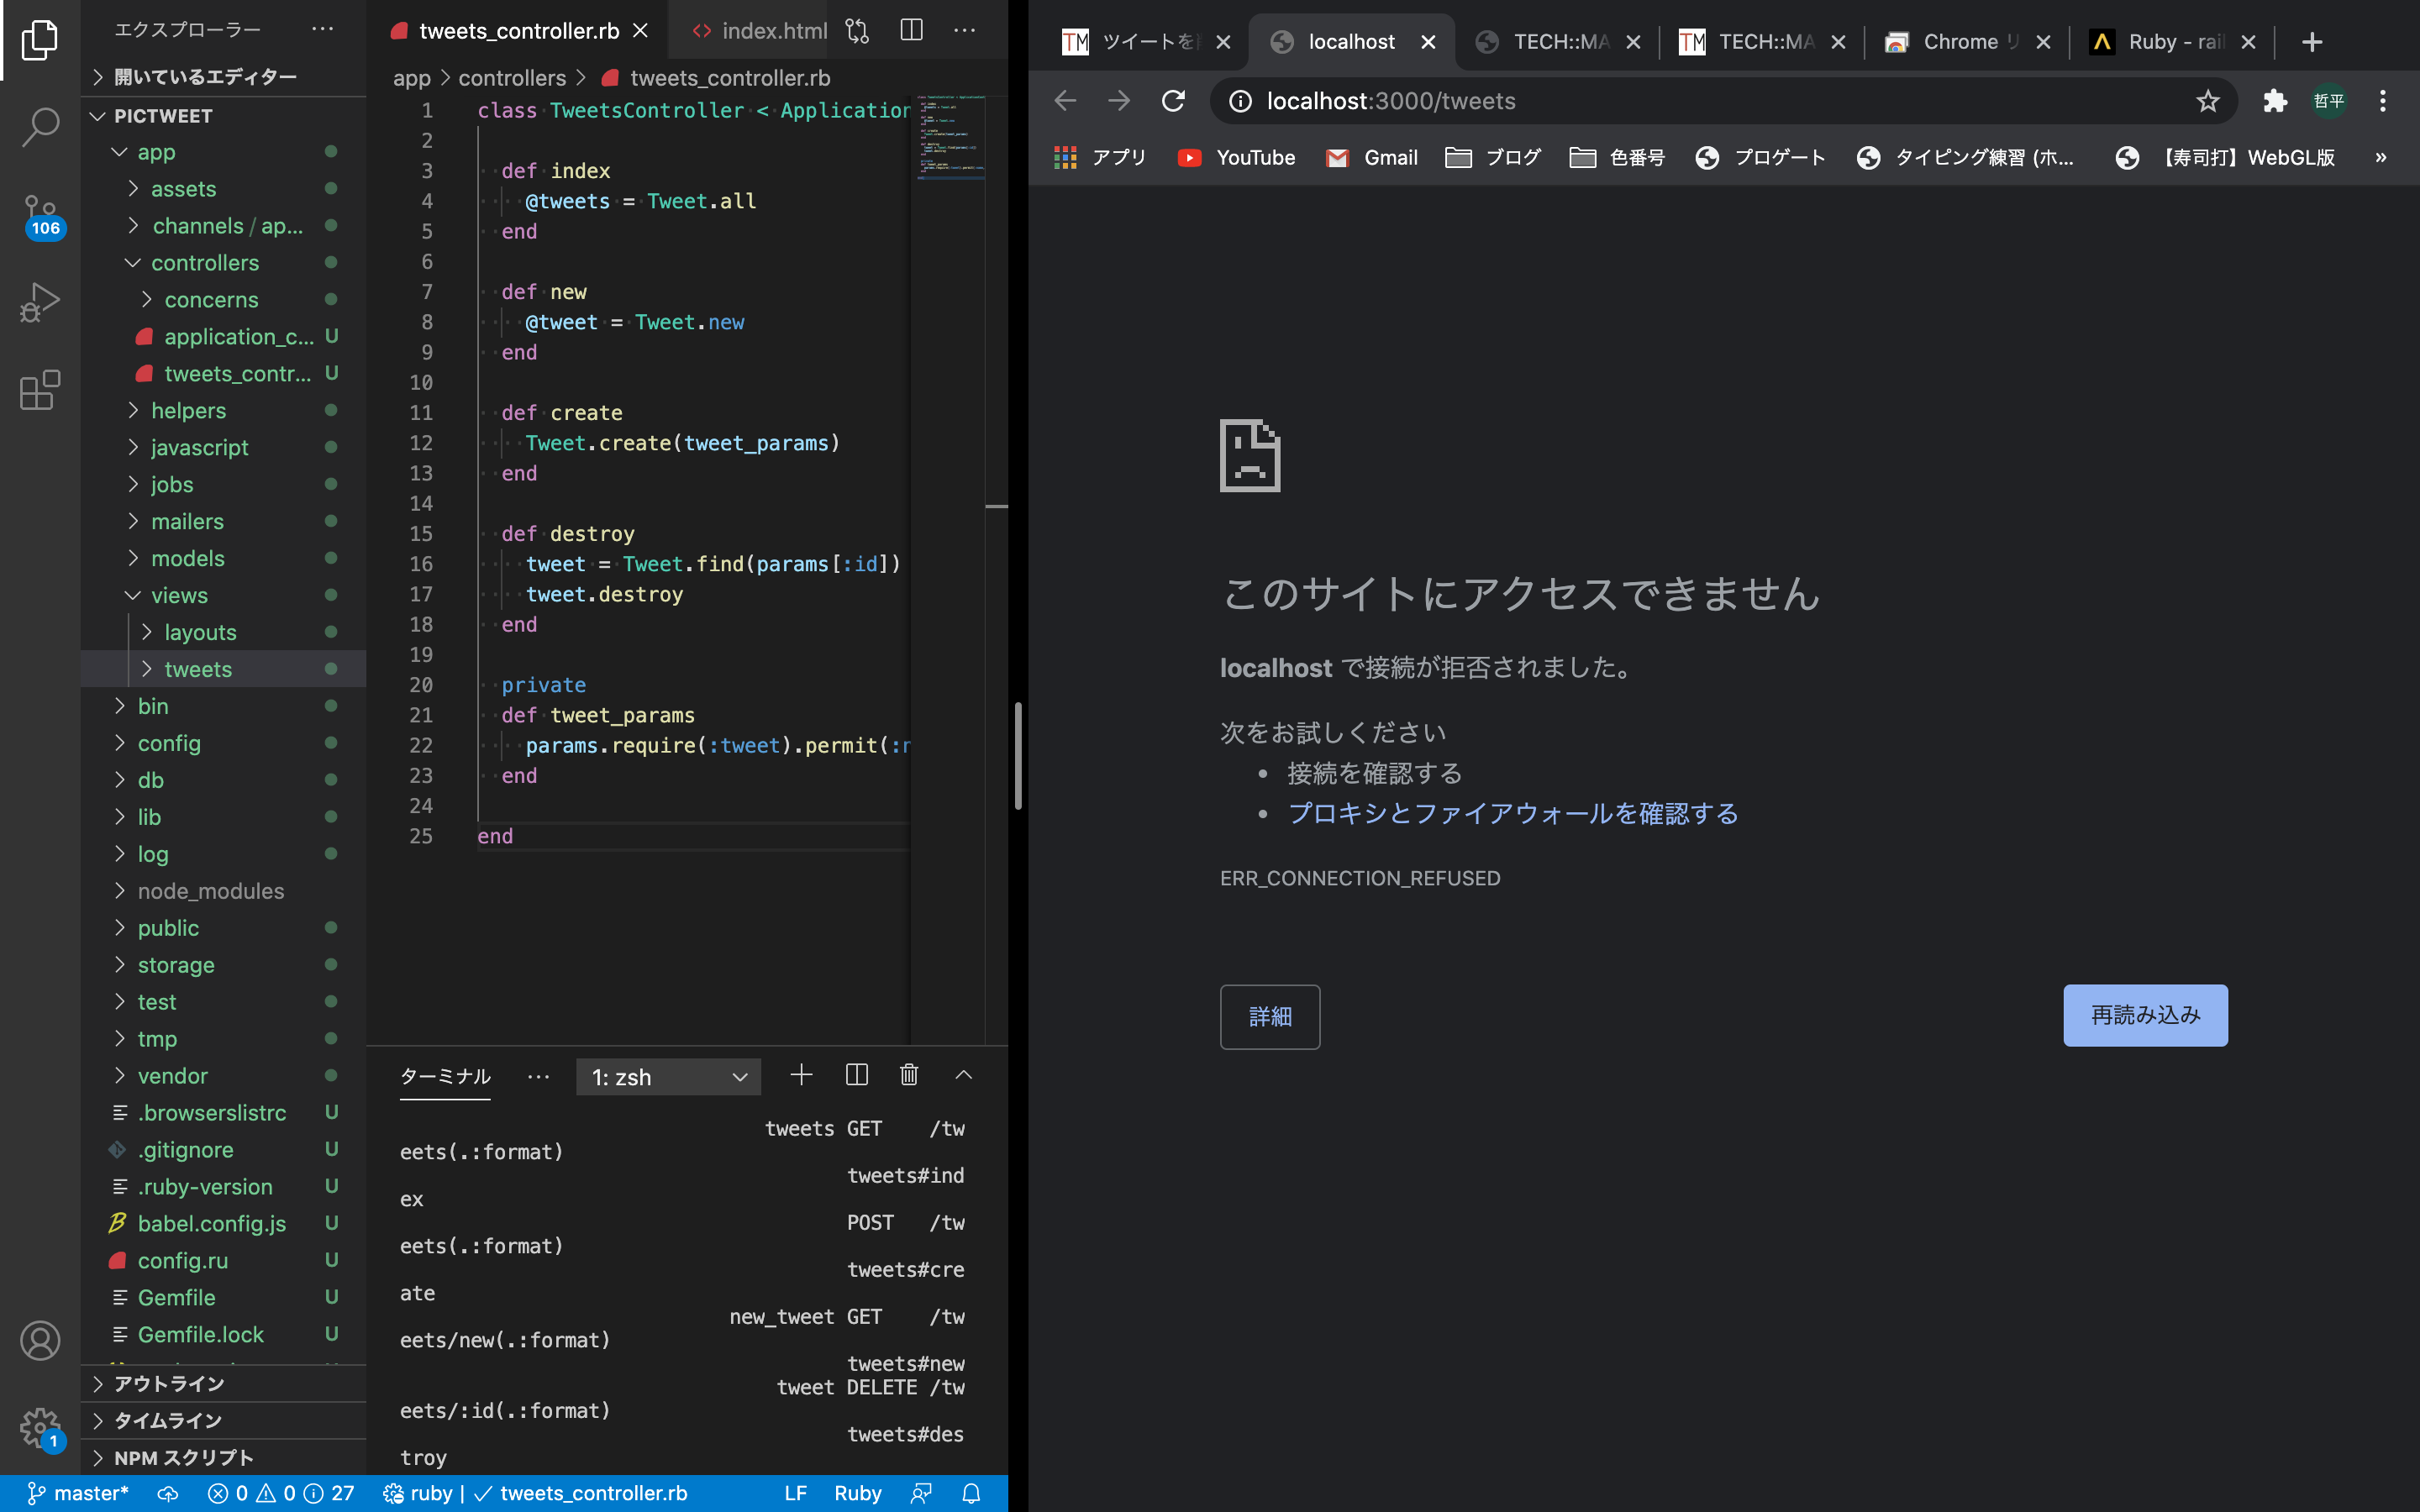 エクスプローラー
開いているエディター
PICTWEET
app
assets
channels / ap...
controllers
concerns
application_c... U
tweets_contr... U
helpers
javascript
jobs
mailers
models
views
layouts
tweets
bin
config
db
lib
log
node_modules
public
storage
test
tmp
vendor
.browserslistrc U
.gitignore U
.ruby-version U
babel.config.js U
config.ru U
Gemfile U
Gemfile.lock U
アウトライン
タイムライン
NPM スクリプト
106
1
tweets_controller.rb
index.html
app > controllers > tweets_controller.rb
1 class TweetsController < Application
2
3 def index
4 @tweets = Tweet.all
5 end
6
7 def new
8 @tweet = Tweet.new
9 end
10
11 def create
12 Tweet.create(tweet_params)
13 end
14
15 def destroy
16 tweet = Tweet.find(params[:id])
17 tweet.destroy
18 end
19
20 private
21 def tweet_params
22 params.require(:tweet).permit(:n
23 end
24
25 end
ターミナル
1: zsh
tweets GET /tw
eets(.:format)
tweets#ind
ex
POST /tw
eets(.:format)
tweets#cre
ate
new_tweet GET /tw
eets/new(.:format)
tweets#new
tweet DELETE /tw
eets/:id(.:format)
tweets#des
troy
master* 0 0 27 ruby | ✓ tweets_controller.rb LF Ruby
TM ツイートを
localhost
TECH::MA
TM TECH::MA
Chrome リ
Ruby - rail
localhost:3000/tweets
哲平
アプリ YouTube Gmail ブログ 色番号 プロゲート タイピング練習 (ホ... 【寿司打】WebGL版 »
このサイトにアクセスできません
localhost で接続が拒否されました。
次をお試しください
• 接続を確認する
• プロキシとファイアウォールを確認する
ERR_CONNECTION_REFUSED
詳細
再読み込み